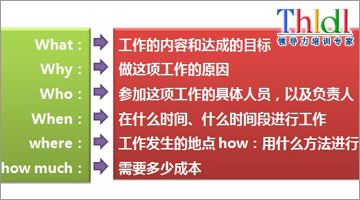 Thldl
领导力培训专家
What： 工作的内容和达成的目标
Why： 做这项工作的原因
Who： 参加这项工作的具体人员，以及负责人
When： 在什么时间、什么时间段进行工作
where： 工作发生的地点 how：用什么方法进行
how much： 需要多少成本